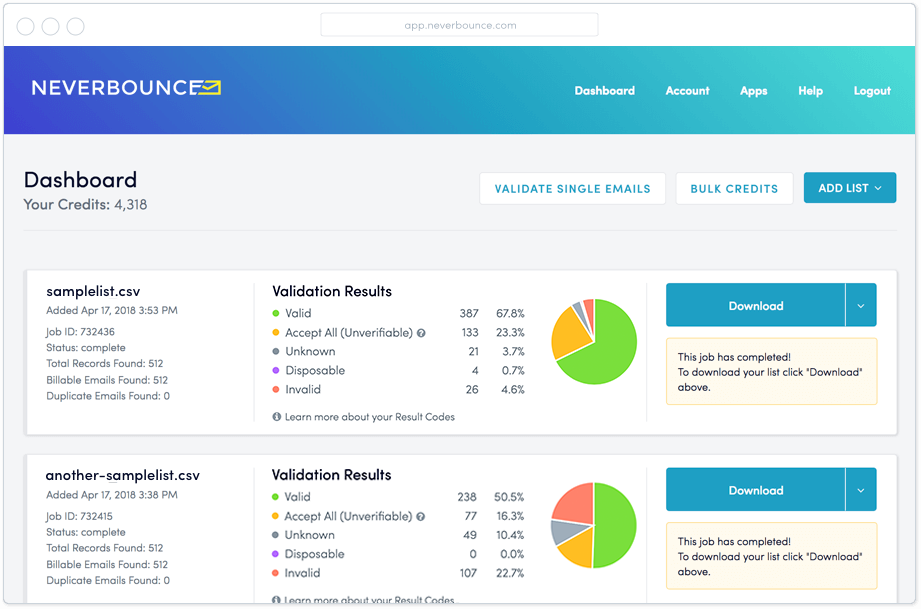 app.neverbounce.com
NEVERBOUNCE
Dashboard Account Apps Help Logout
Dashboard
Your Credits: 4,318
VALIDATE SINGLE EMAILS
BULK CREDITS
ADD LIST
samplelist.csv
Added Apr 17, 2018 3:53 PM
Job ID: 732436
Status: complete
Total Records Found: 512
Billable Emails Found: 512
Duplicate Emails Found: 0
Validation Results
Valid 387 67.8%
Accept All (Unverifiable) ? 133 23.3%
Unknown 21 3.7%
Disposable 4 0.7%
Invalid 26 4.6%
Learn more about your Result Codes
Download
This job has completed!
To download your list click "Download"
above.
another-samplelist.csv
Added Apr 17, 2018 3:38 PM
Job ID: 732415
Status: complete
Total Records Found: 512
Billable Emails Found: 512
Duplicate Emails Found: 0
Validation Results
Valid 238 50.5%
Accept All (Unverifiable) ? 77 16.3%
Unknown 49 10.4%
Disposable 0 0.0%
Invalid 107 22.7%
Learn more about your Result Codes
Download
This job has completed!
To download your list click "Download"
above.